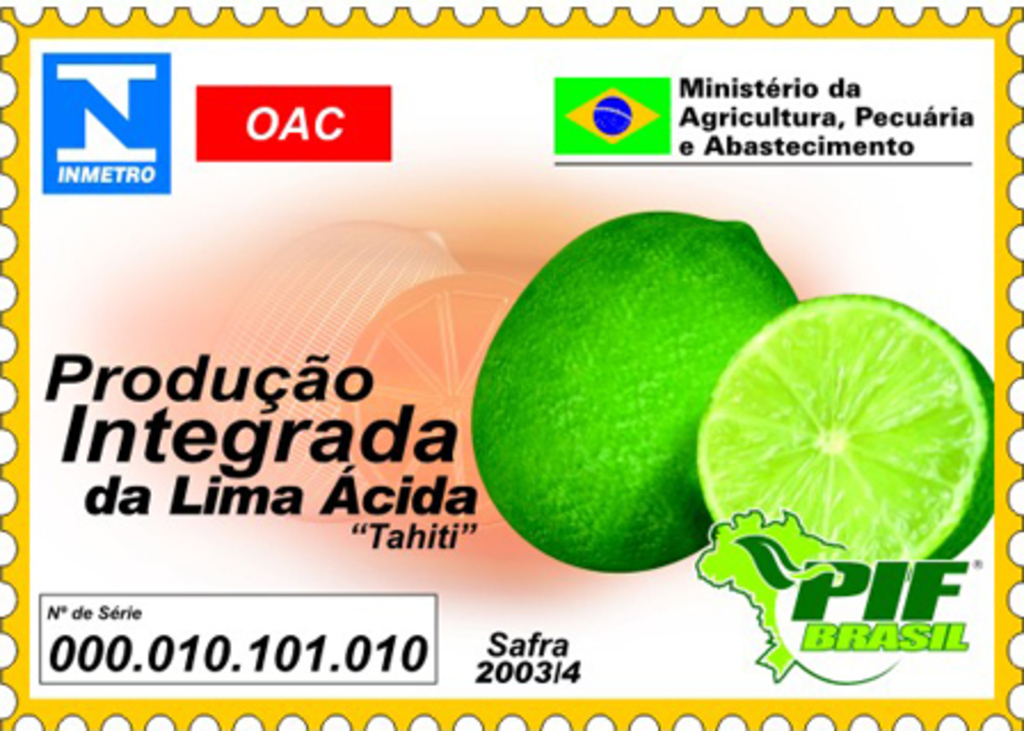 INMETRO
OAC
Ministério da
Agricultura, Pecuária
e Abastecimento
Produção
Integrada
da Lima Ácida
“Tahiti”
Nº de Série
000.010.101.010
Safra
2003/4
PIF®
BRASIL